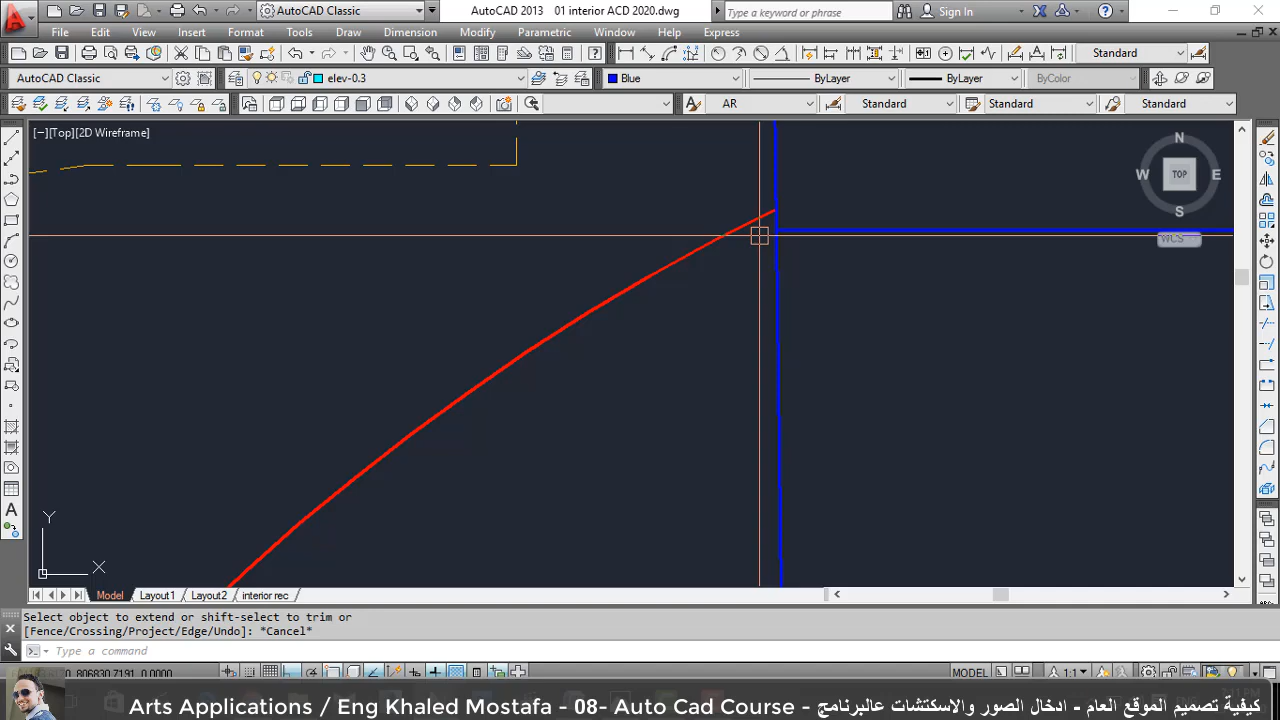 AutoCAD Classic
AutoCAD 2013 01 interior ACD 2020.dwg
Type a keyword or phrase
Sign In
File Edit View Insert Format Tools Draw Dimension Modify Parametric Window Help Express
Standard
AutoCAD Classic
elev-0.3
Blue
ByLayer
ByLayer
ByColor
AR
Standard
Standard
Standard
[−][Top][2D Wireframe]
N
W TOP E
S
WCS
Y
X
Model Layout1 Layout2 interior rec
Select object to extend or shift-select to trim or
[Fence/Crossing/Project/Edge/Undo]: *Cancel*
Type a command
806830.7191, 0.0000
MODEL
1:1
Arts Applications / Eng Khaled Mostafa - 08- Auto Cad Course - كيفية تصميم الموقع العام - ادخال الصور والاسكتشات عالبرنامج